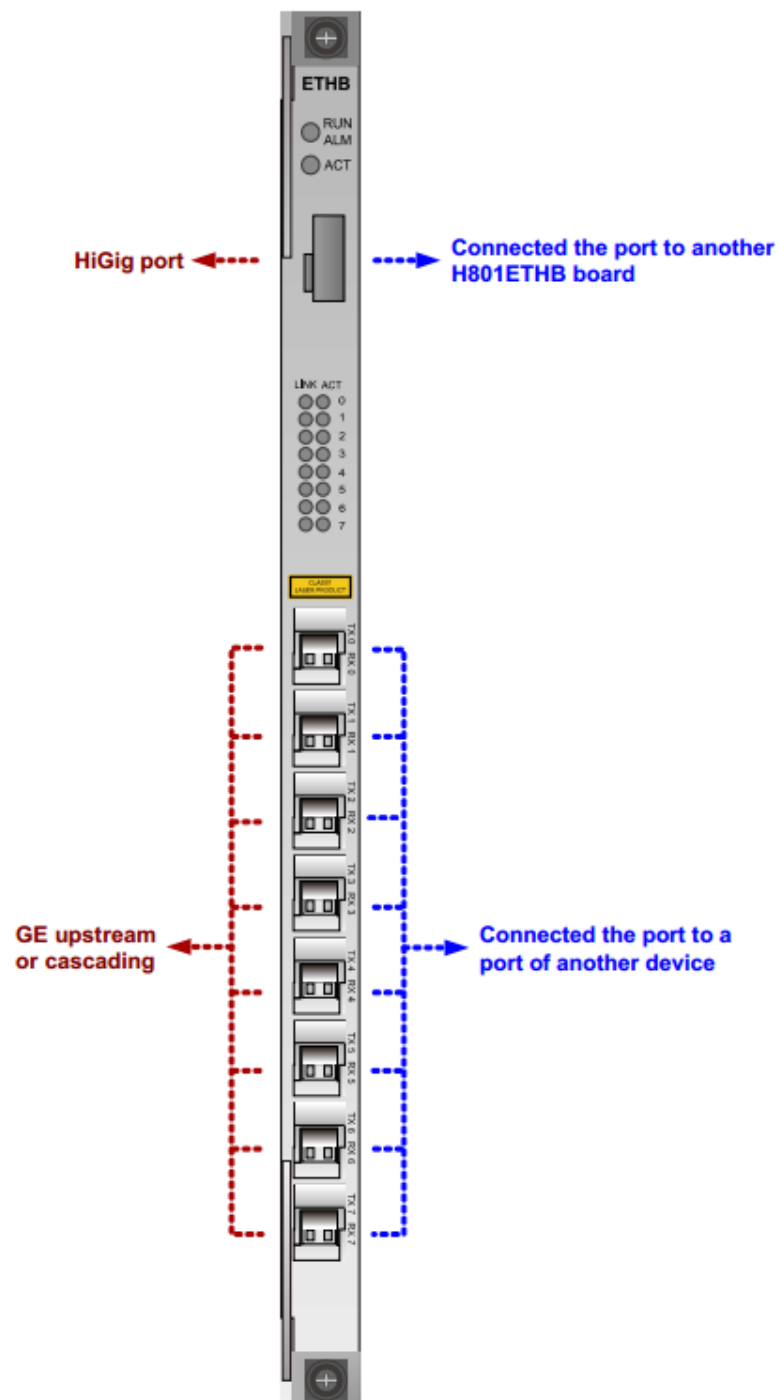 ETHB
RUN
ALM
ACT
HiGig port
Connected the port to another
H801ETHB board
LINK ACT
0
1
2
3
4
5
6
7
LASER PRODUCT
TX 0 RX 0
TX 1 RX 1
TX 2 RX 2
TX 3 RX 3
GE upstream
or cascading
Connected the port to a
port of another device
TX 4 RX 4
TX 5 RX 5
TX 6 RX 6
TX 7 RX 7